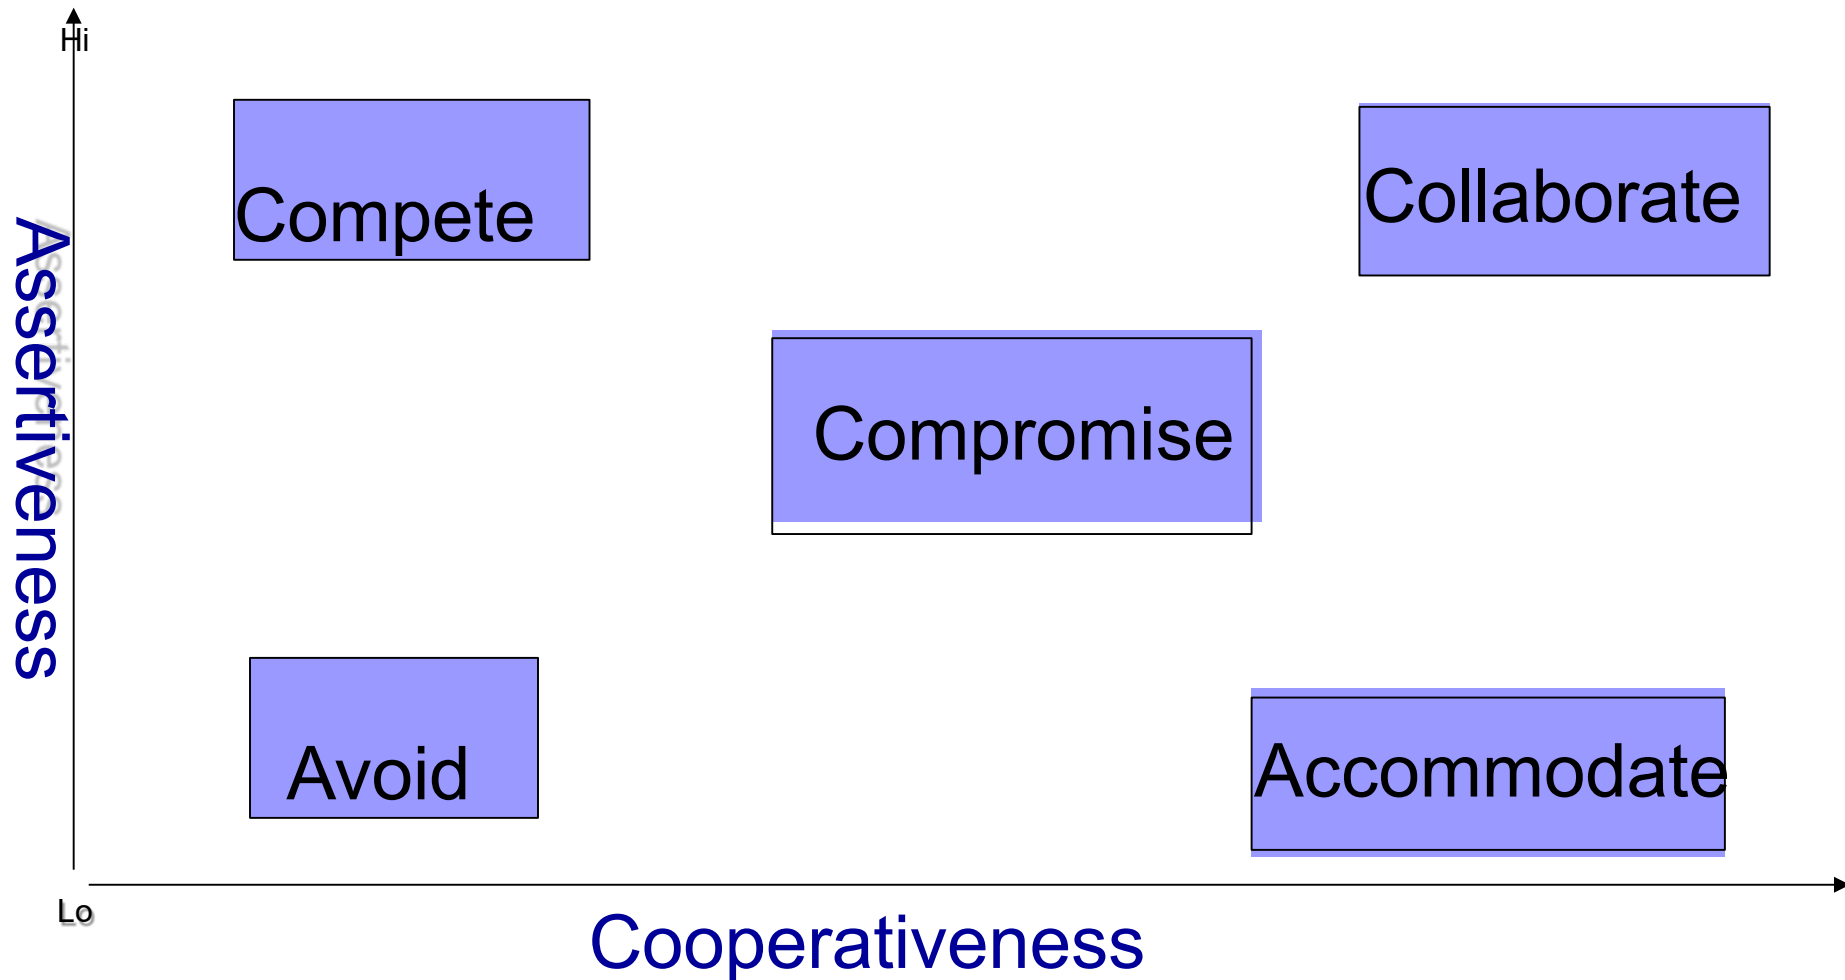 Hi
Compete
Collaborate
Assertiveness
Compromise
Avoid
Accommodate
Lo
Cooperativeness